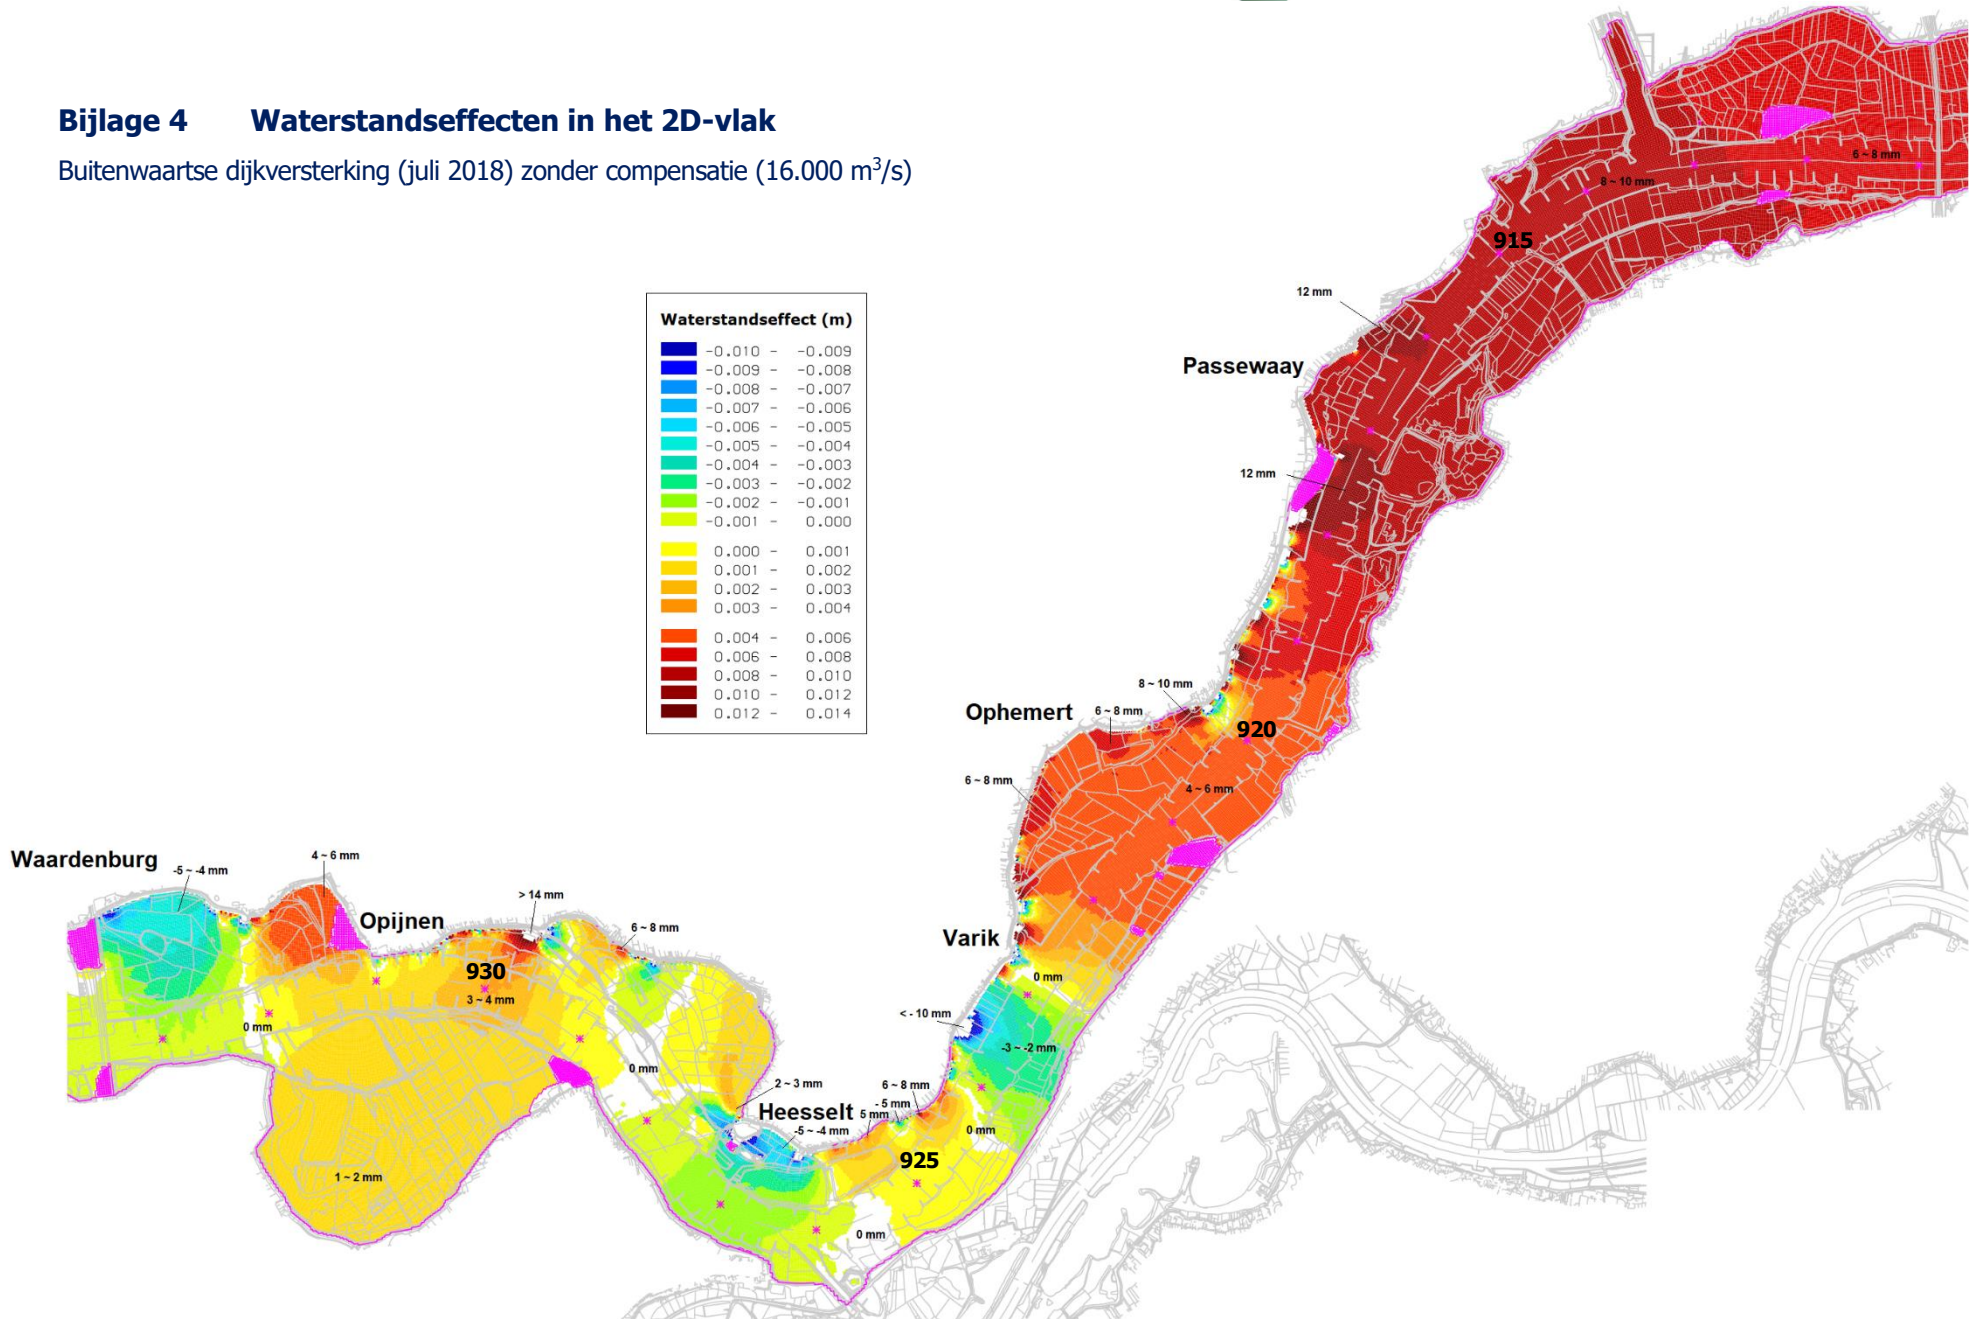 Bijlage 4 Waterstandseffecten in het 2D-vlak
Buitenwaartse dijkversterking (juli 2018) zonder compensatie (16.000 m³/s)
6 ~ 8 mm
8 ~ 10 mm
915
12 mm
Passewaay
12 mm
Waterstandseffect (m)
-0.010 - -0.009
-0.009 - -0.008
-0.008 - -0.007
-0.007 - -0.006
-0.006 - -0.005
-0.005 - -0.004
-0.004 - -0.003
-0.003 - -0.002
-0.002 - -0.001
-0.001 - 0.000
0.000 - 0.001
0.001 - 0.002
0.002 - 0.003
0.003 - 0.004
0.004 - 0.006
0.006 - 0.008
0.008 - 0.010
0.010 - 0.012
0.012 - 0.014
8 ~ 10 mm
Ophemert
6 ~ 8 mm
920
6 ~ 8 mm
4 ~ 6 mm
Waardenburg
-5 ~ -4 mm
4 ~ 6 mm
> 14 mm
Opijnen
6 ~ 8 mm
Varik
930
0 mm
3 ~ 4 mm
< - 10 mm
0 mm
-3 ~ -2 mm
0 mm
2 ~ 3 mm
6 ~ 8 mm
- 5 mm
Heesselt
5 mm
-5 ~ -4 mm
0 mm
925
1 ~ 2 mm
0 mm